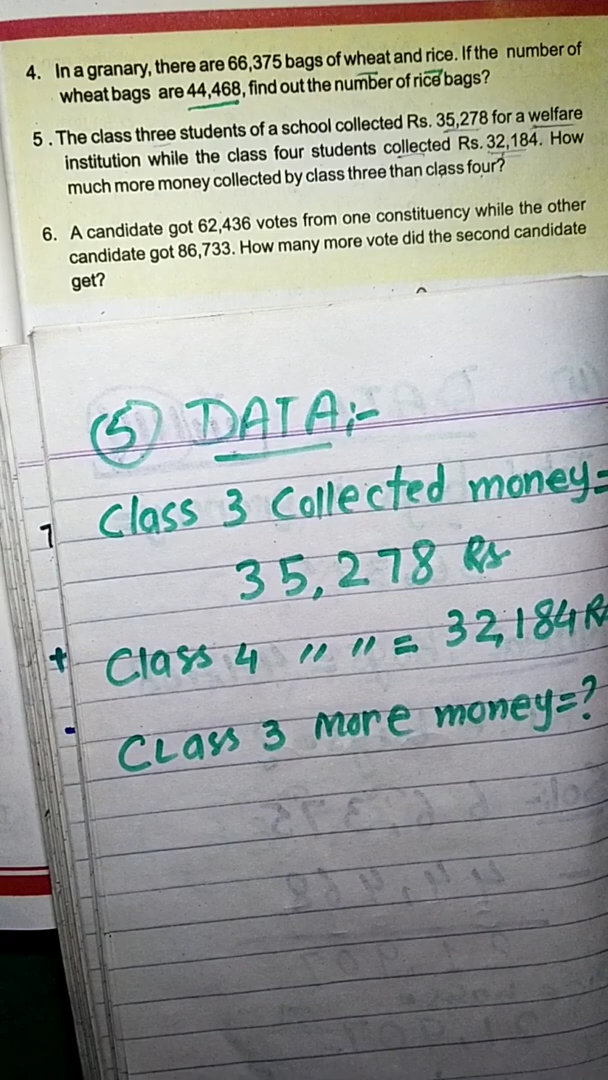 4. In a granary, there are 66,375 bags of wheat and rice. If the number of
wheat bags are 44,468, find out the number of rice bags?
5. The class three students of a school collected Rs. 35,278 for a welfare
institution while the class four students collected Rs. 32,184. How
much more money collected by class three than class four?
6. A candidate got 62,436 votes from one constituency while the other
candidate got 86,733. How many more vote did the second candidate
get?
(5) DATA:-
Class 3 Collected money=
35,278 Rs
Class 4 " " = 32,184 R
CLass 3 More money=?